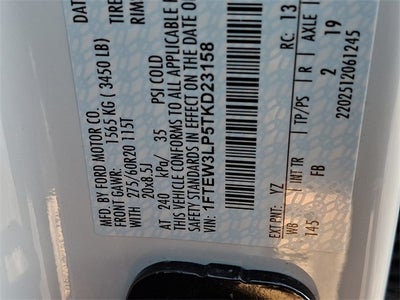 DAT
TIRE
RIM
MFD. BY FORD MOTOR CO.
FRONT GAWR: 1565 KG ( 3450 LB)
WITH 275/60R20 115T
20x8.5J
AT 240 kPa/ 35 PSI COLD
THIS VEHICLE CONFORMS TO ALL APPLICABLE
SAFETY STANDARDS IN EFFECT ON THE DATE O
VIN: 1FTEW3LP5TKD23158
EXT PNT: YZ RC: 13
WB INT TR TP/PS R AXLE
145 FB 2 19
2202512061245